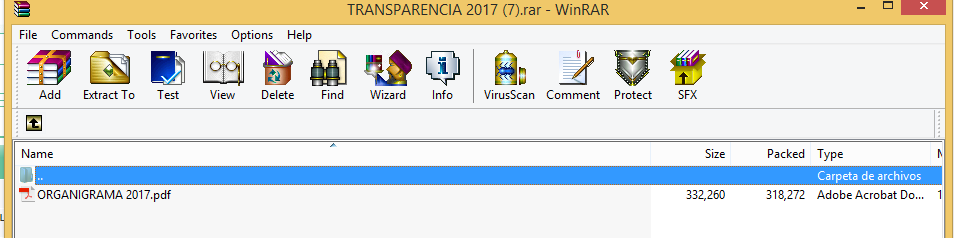 TRANSPARENCIA 2017 (7).rar - WinRAR
File Commands Tools Favorites Options Help
Add Extract To Test View Delete Find Wizard Info VirusScan Comment Protect SFX
Name Size Packed Type
.. Carpeta de archivos
ORGANIGRAMA 2017.pdf 332,260 318,272 Adobe Acrobat Do...